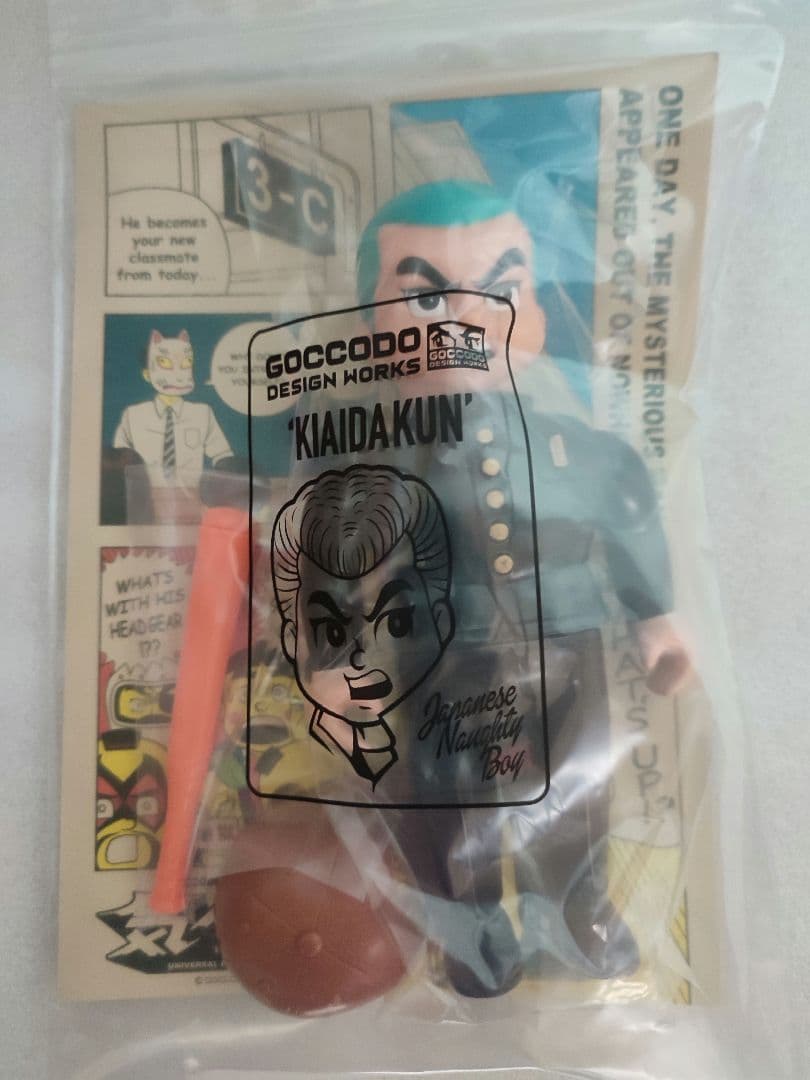 3-C
He becomes
your new
classmate
from today...
ONE DAY, THE MYSTERIOUS
APPEARED OUT OF
GOCCODO
DESIGN WORKS
GOCCODO
DESIGN WORKS
'KIAIDAKUN'
WHAT'S
WITH HIS
HEADGEAR
!??
Japanese
Naughty
Boy
UNIVERSAL